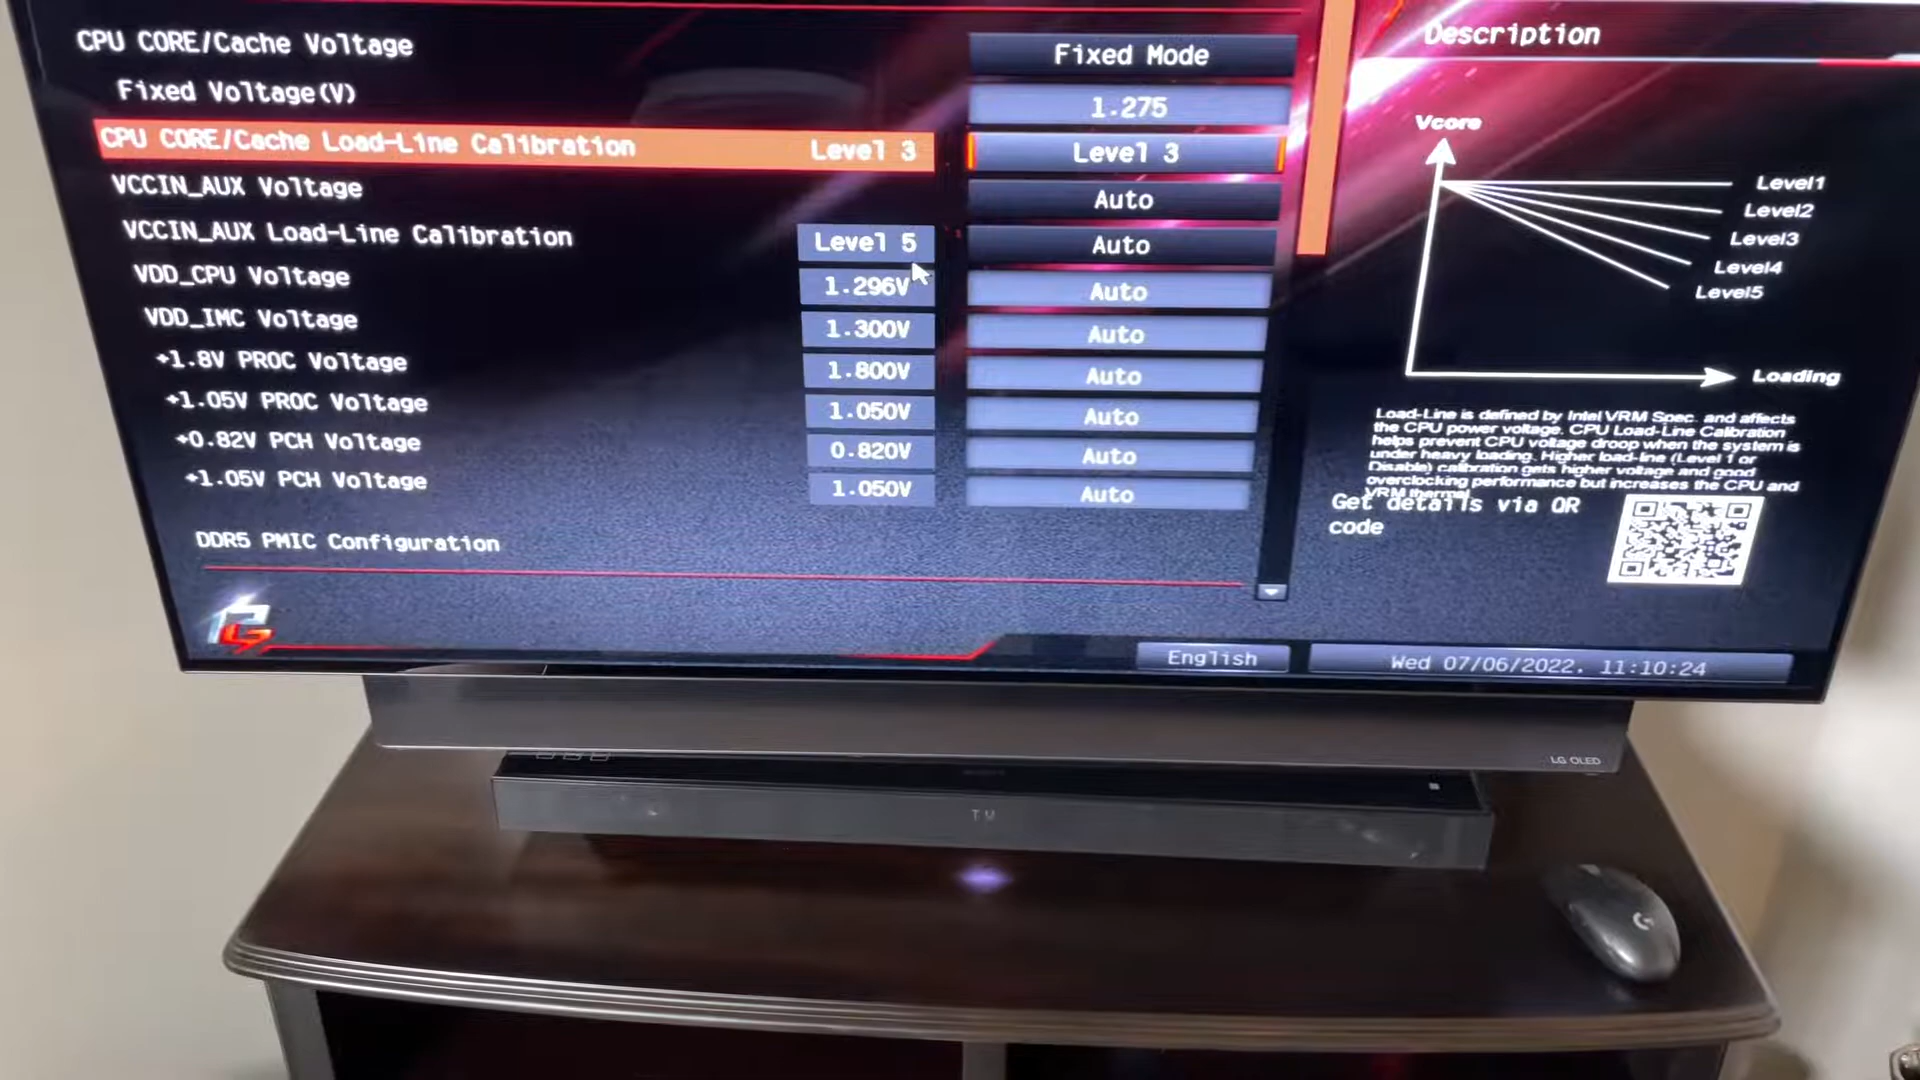 CPU CORE/Cache Voltage Fixed Mode
Fixed Voltage(V) 1.275
CPU CORE/Cache Load-Line Calibration Level 3 Level 3
VCCIN_AUX Voltage Auto
VCCIN_AUX Load-Line Calibration Level 5 Auto
VDD_CPU Voltage 1.296V Auto
VDD_IMC Voltage 1.300V Auto
+1.8V PROC Voltage 1.800V Auto
+1.05V PROC Voltage 1.050V Auto
+0.82V PCH Voltage 0.820V Auto
+1.05V PCH Voltage 1.050V Auto
DDR5 PMIC Configuration
Description
Vcore
Level1
Level2
Level3
Level4
Level5
Loading
Load-Line is defined by Intel VRM Spec. and affects
the CPU power voltage. CPU Load-Line Calibration
helps prevent CPU voltage droop when the system is
under heavy loading. Higher load-line (Level 1 or
Disable) calibration gets higher voltage and good
overclocking performance but increases the CPU and
VRM thermal.
Get details via QR
code
English
Wed 07/06/2022, 11:10:24
LG OLED
TV
G